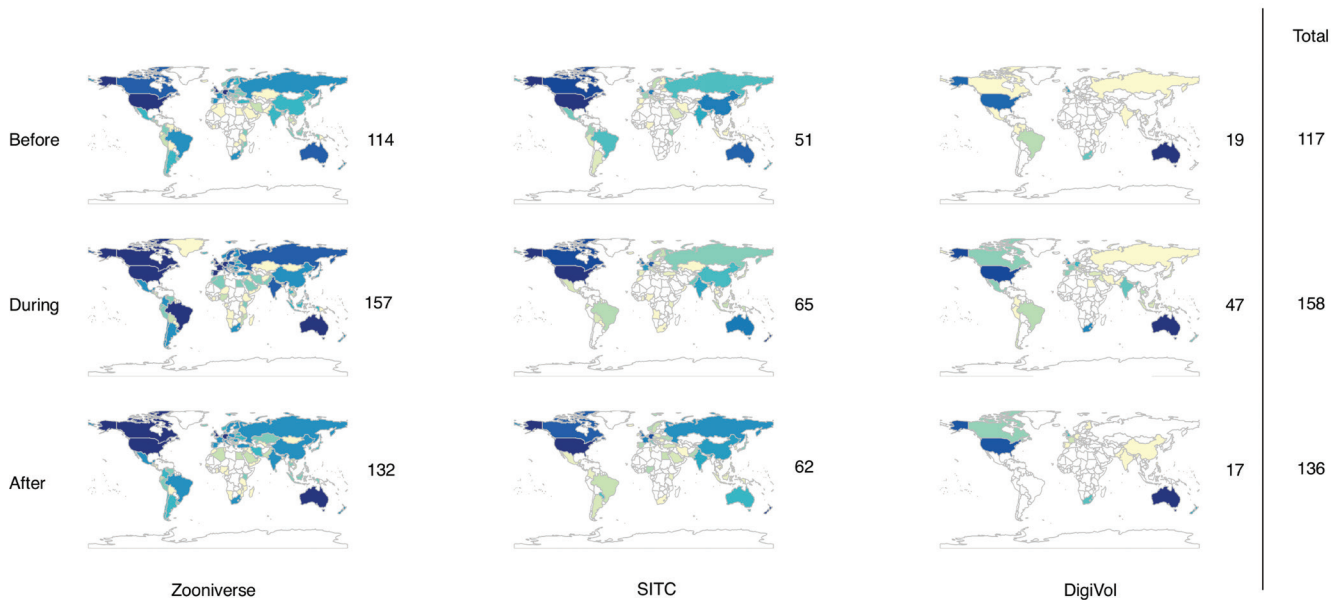 Total
Before 114 51 19 117
During 157 65 47 158
After 132 62 17 136
Zooniverse SITC DigiVol